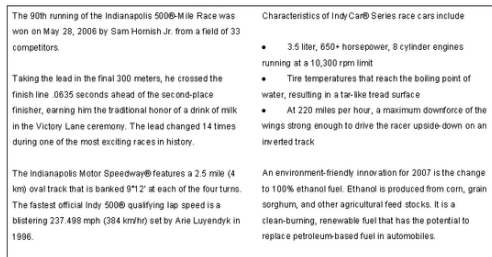 The 90th running of the Indianapolis 500®-Mile Race was
won on May 28, 2006 by Sam Hornish Jr. from a field of 33
competitors.
Taking the lead in the final 300 meters, he crossed the
finish line .0635 seconds ahead of the second-place
finisher, earning him the traditional honor of a drink of milk
in the Victory Lane ceremony. The lead changed 14 times
during one of the most exciting races in history.
The Indianapolis Motor Speedway® features a 2.5 mile (4
km) oval track that is banked 9°12' at each of the four turns.
The fastest official Indy 500® qualifying lap speed is a
blistering 237.498 mph (384 km/hr) set by Arie Luyendyk in
1996.
Characteristics of IndyCar® Series race cars include
• 3.5 liter, 650+ horsepower, 8 cylinder engines
running at a 10,300 rpm limit
• Tire temperatures that reach the boiling point of
water, resulting in a tar-like tread surface
• At 220 miles per hour, a maximum downforce of the
wings strong enough to drive the racer upside-down on an
inverted track
An environment-friendly innovation for 2007 is the change
to 100% ethanol fuel. Ethanol is produced from corn, grain
sorghum, and other agricultural feed stocks. It is a
clean-burning, renewable fuel that has the potential to
replace petroleum-based fuel in automobiles.